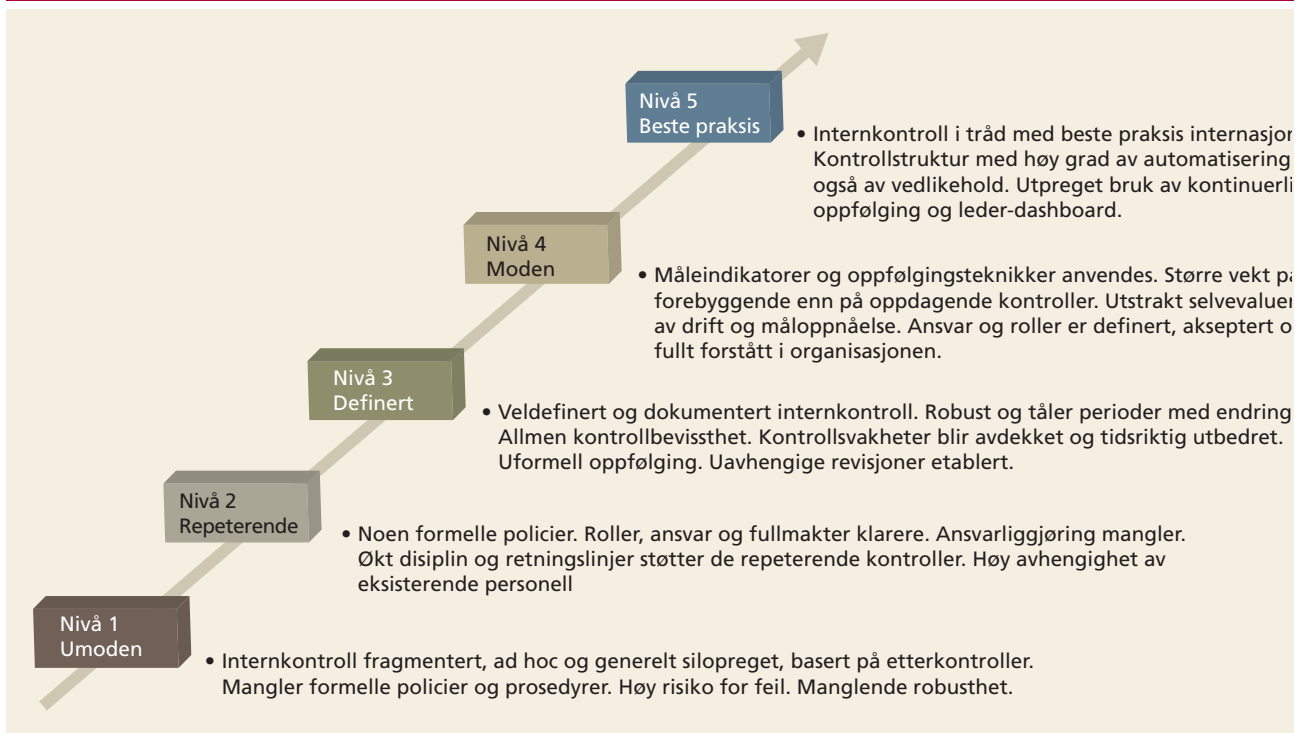 Nivå 5
Beste praksis
• Internkontroll i tråd med beste praksis
Kontrollstruktur med høy grad av automatisering
også av vedlikehold. Utpreget bruk av
oppfølging og leder-dashboard.
Nivå 4
Moden
• Måleindikatorer og oppfølgingsteknikker anvendes. Større vekt
forebyggende enn på oppdagende kontroller. Utstrakt
av drift og måloppnåelse. Ansvar og roller er definert, akseptert
fullt forstått i organisasjonen.
Nivå 3
Definert
• Veldefinert og dokumentert internkontroll. Robust og tåler perioder med endring
Allmen kontrollbevissthet. Kontrollsvakheter blir avdekket og tidsriktig utbedret.
Uformell oppfølging. Uavhengige revisjoner etablert.
Nivå 2
Repeterende
• Noen formelle policier. Roller, ansvar og fullmakter klarere. Ansvarliggjøring mangler.
Økt disiplin og retningslinjer støtter de repeterende kontroller. Høy avhengighet av
eksisterende personell
Nivå 1
Umoden
• Internkontroll fragmentert, ad hoc og generelt silopreget, basert på etterkontroller.
Mangler formelle policier og prosedyrer. Høy risiko for feil. Manglende robusthet.